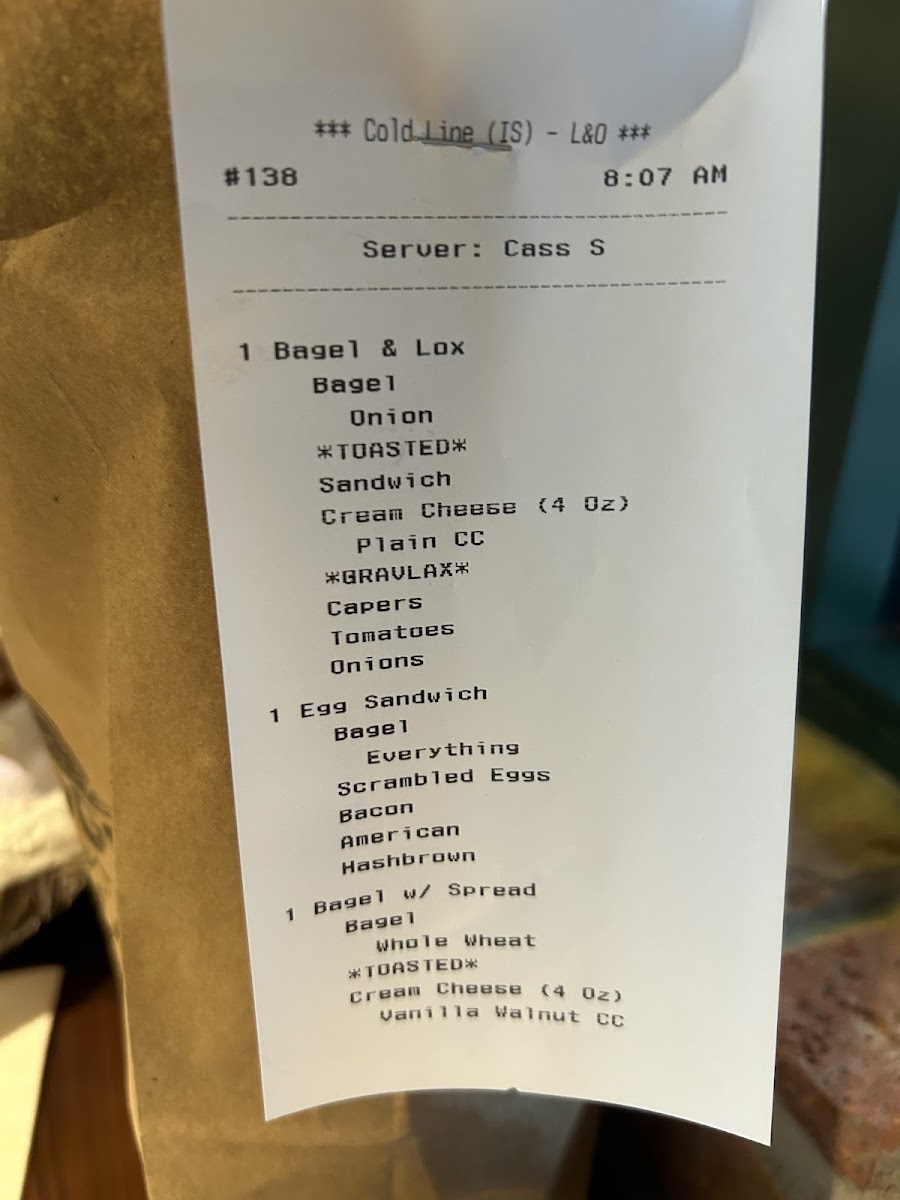 *** Cold Line (IS) - L&O ***
#138 8:07 AM
Server: Cass S
1 Bagel & Lox
Bagel
Onion
*TOASTED*
Sandwich
Cream Cheese (4 Oz)
Plain CC
*GRAVLAX*
Capers
Tomatoes
Onions
1 Egg Sandwich
Bagel
Everything
Scrambled Eggs
Bacon
American
Hashbrown
1 Bagel w/ Spread
Bagel
Whole Wheat
*TOASTED*
Cream Cheese (4 Oz)
Vanilla Walnut CC